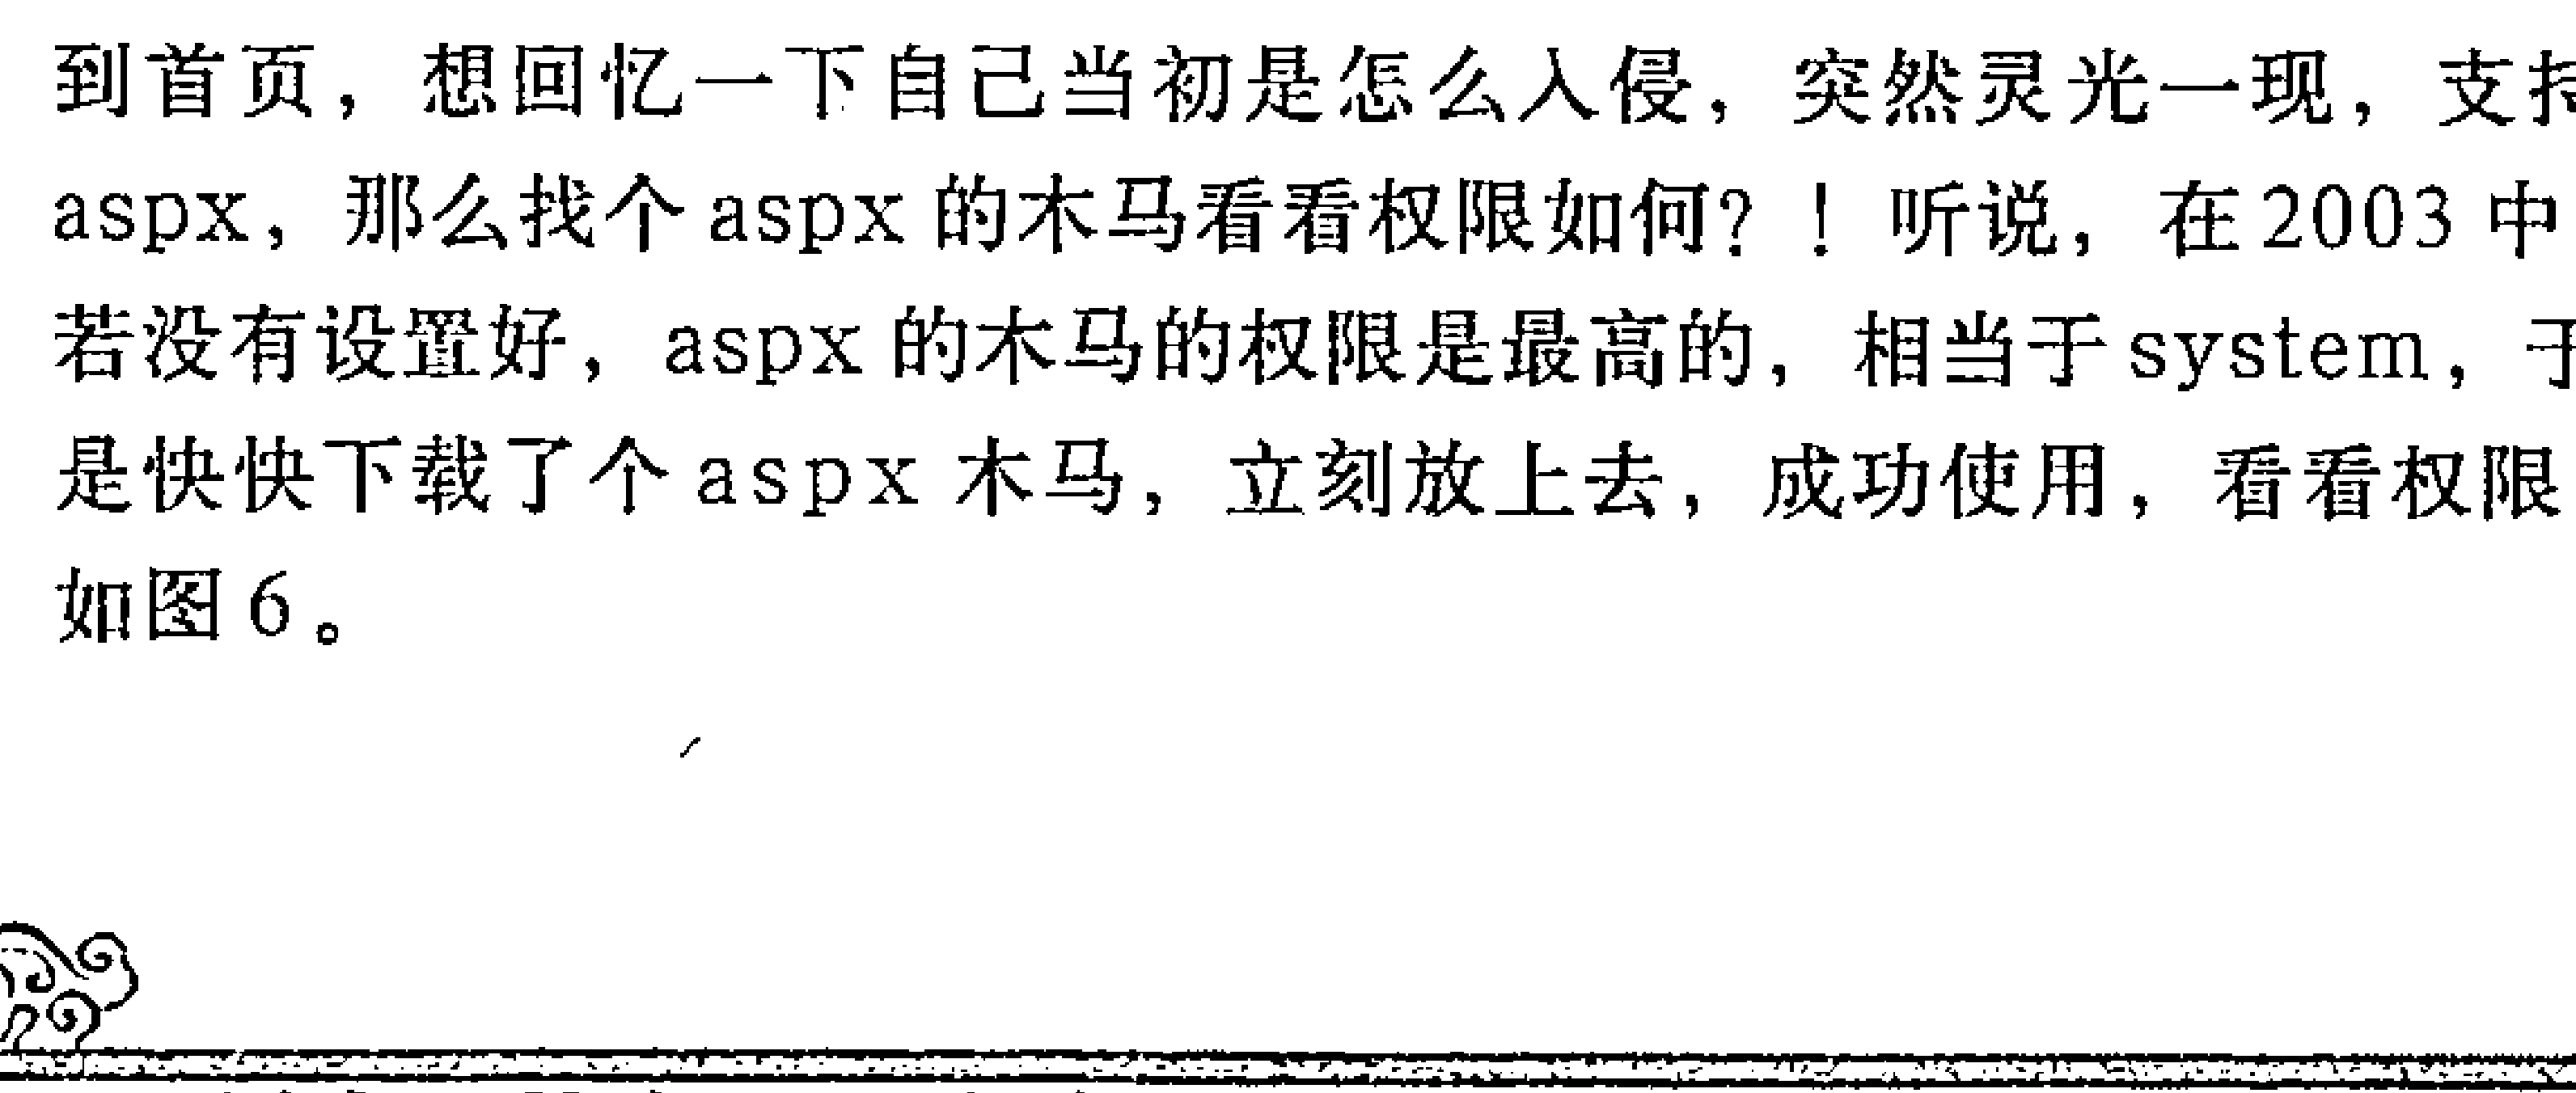 到首页，想回忆一下自己当初是怎么入侵，突然灵光一现，支持
aspx，那么找个aspx的木马看看权限如何？！听说，在2003中
若没有设置好，aspx的木马的权限是最高的，相当于system，于
是快快下载了个aspx木马，立刻放上去，成功使用，看看权限
如图6。